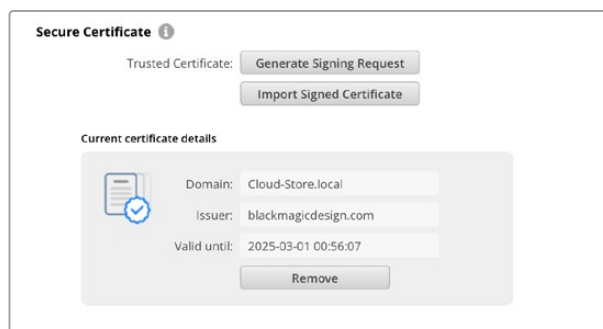 Secure Certificate
Trusted Certificate: Generate Signing Request
Import Signed Certificate
Current certificate details
Domain: Cloud-Store.local
Issuer: blackmagicdesign.com
Valid until: 2025-03-01 00:56:07
Remove